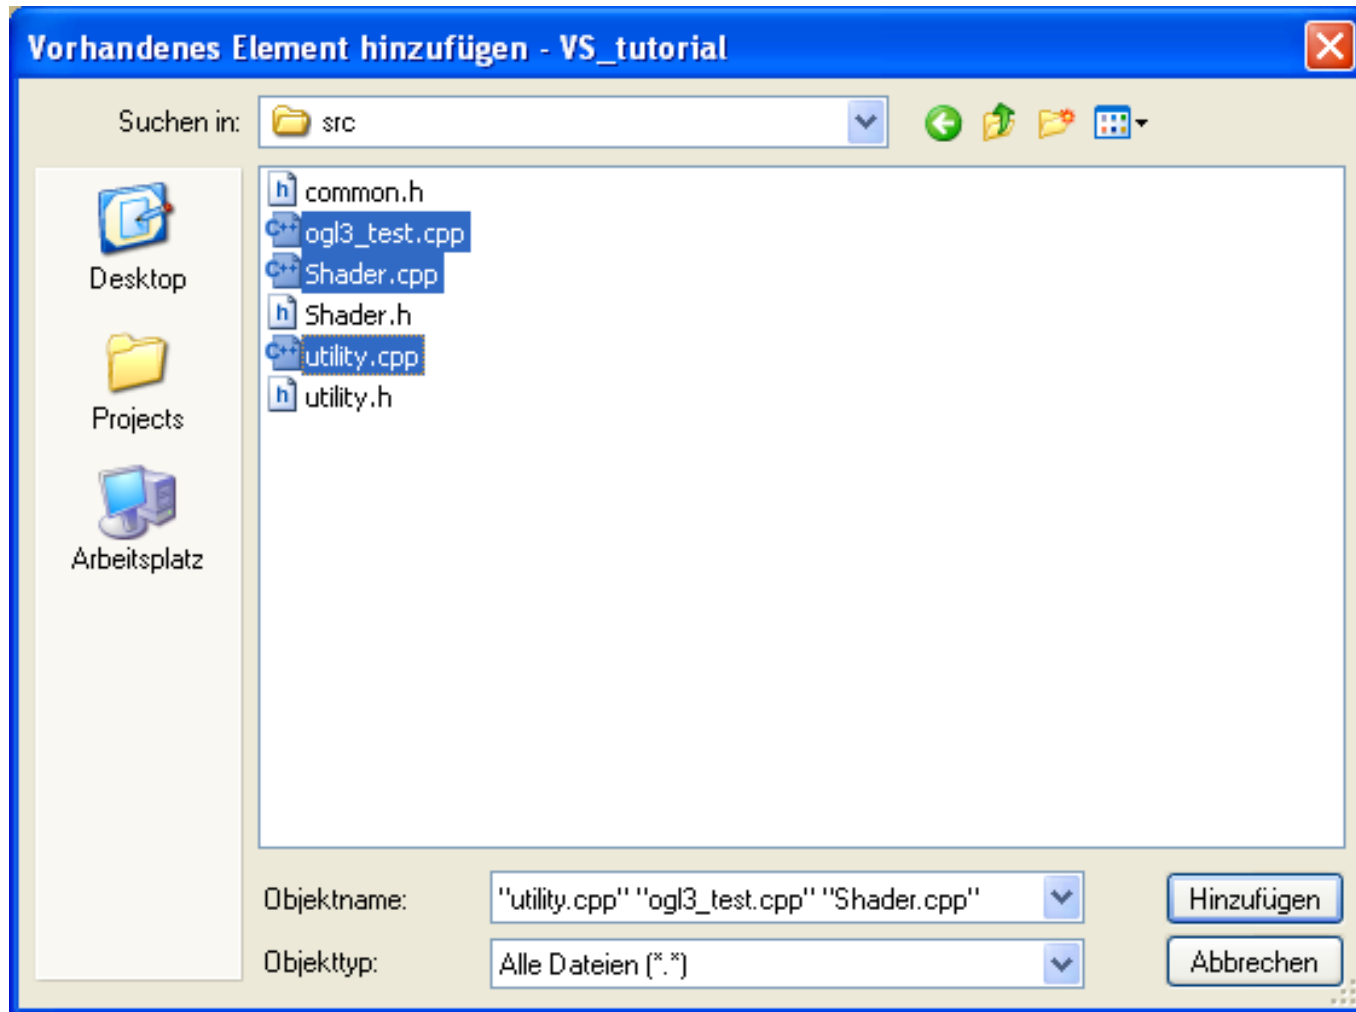 Vorhandenes Element hinzufügen - VS_tutorial
Suchen in:
src
Desktop
Projects
Arbeitsplatz
common.h
ogl3_test.cpp
Shader.cpp
Shader.h
utility.cpp
utility.h
Objektname:
"utility.cpp" "ogl3_test.cpp" "Shader.cpp"
Hinzufügen
Objekttyp:
Alle Dateien (*.*)
Abbrechen